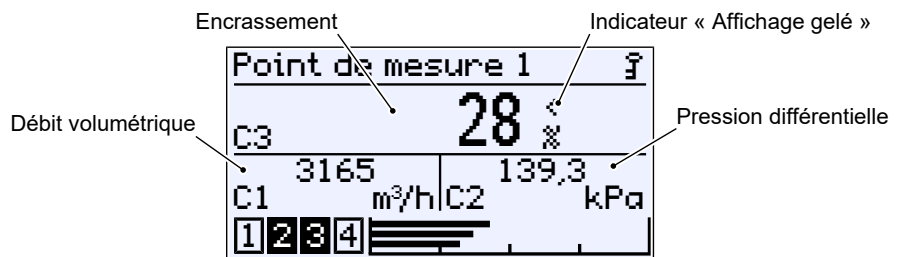 Encrassement
Indicateur « Affichage gelé »
Point de mesure 1
28 <
C3 %
Débit volumétrique
Pression différentielle
3165 139,3
C1 m³/h C2 kPa
1 2 3 4